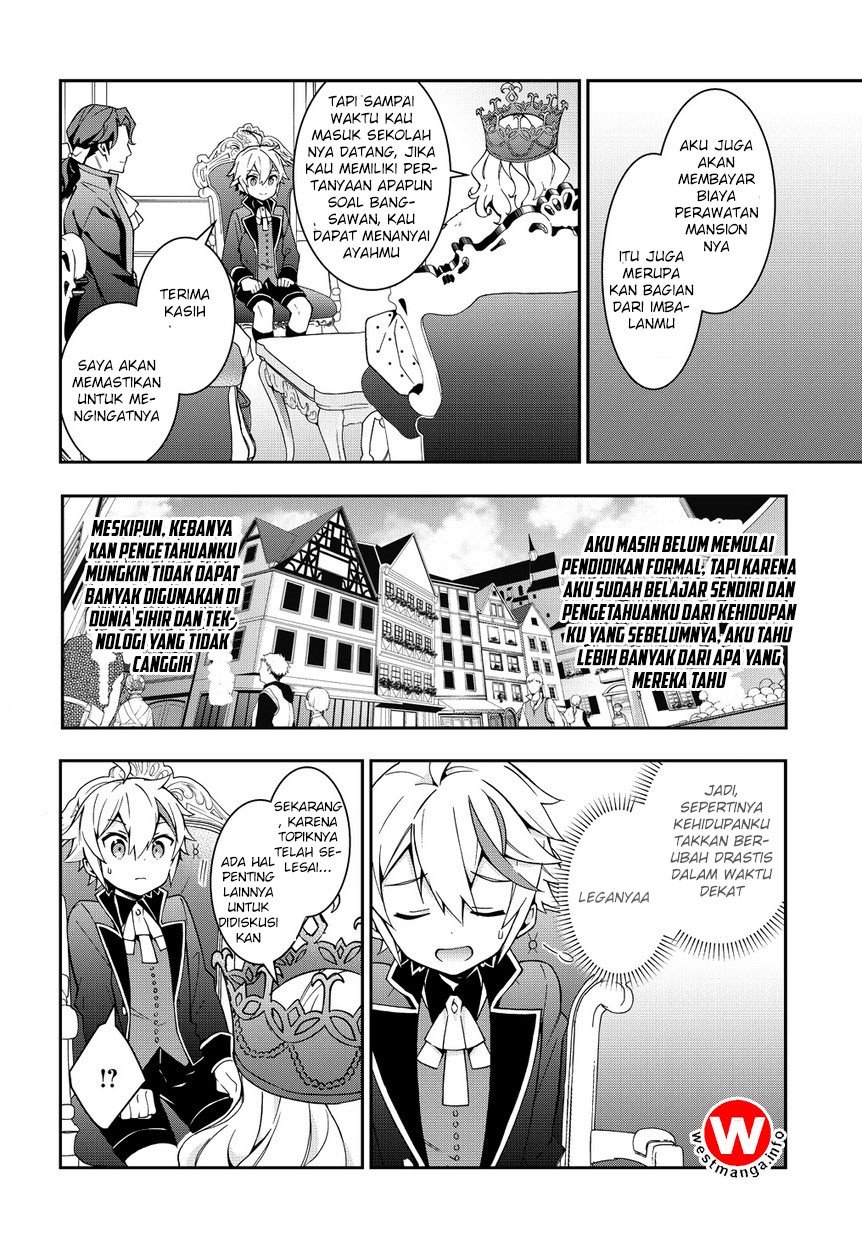 AKU JUGA
AKAN
MEMBAYAR
BIAYA
PERAWATAN
MANSION
NYA
ITU JUGA
MERUPA
KAN BAGIAN
DARI IMBA-
LANMU
TAPI SAMPAI
WAKTU KAU
MASUK SEKOLAH
NYA DATANG, JIKA
KAU MEMILIKI PER-
TANYAAN APAPUN
SOAL BANG-
SAWAN, KAU
DAPAT MENANYAI
AYAHMU
TERIMA
KASIH
SAYA AKAN
MEMASTIKAN
UNTUK ME-
NGINGATNYA
AKU MASIH BELUM MEMULAI
PENDIDIKAN FORMAL, TAPI KARENA
AKU SUDAH BELAJAR SENDIRI DAN
PENGETAHUANKU DARI KEHIDUPAN
KU YANG SEBELUMNYA, AKU TAHU
LEBIH BANYAK DARI APA YANG
MEREKA TAHU
MESKIPUN, KEBANYA
KAN PENGETAHUANKU
MUNGKIN TIDAK DAPAT
BANYAK DIGUNAKAN DI
DUNIA SIHIR DAN TEK-
NOLOGI YANG TIDAK
CANGGIH
JADI,
SEPERTINYA
KEHIDUPANKU
TAKKAN BER-
UBAH DRASTIS
DALAM WAKTU
DEKAT
LEGANYAA
SEKARANG
, KARENA
TOPIKNYA
TELAH SE-
LESAI...
ADA HAL
PENTING
LAINNYA
UNTUK
DIDISKUSI
KAN
!?
W
westmanga.info